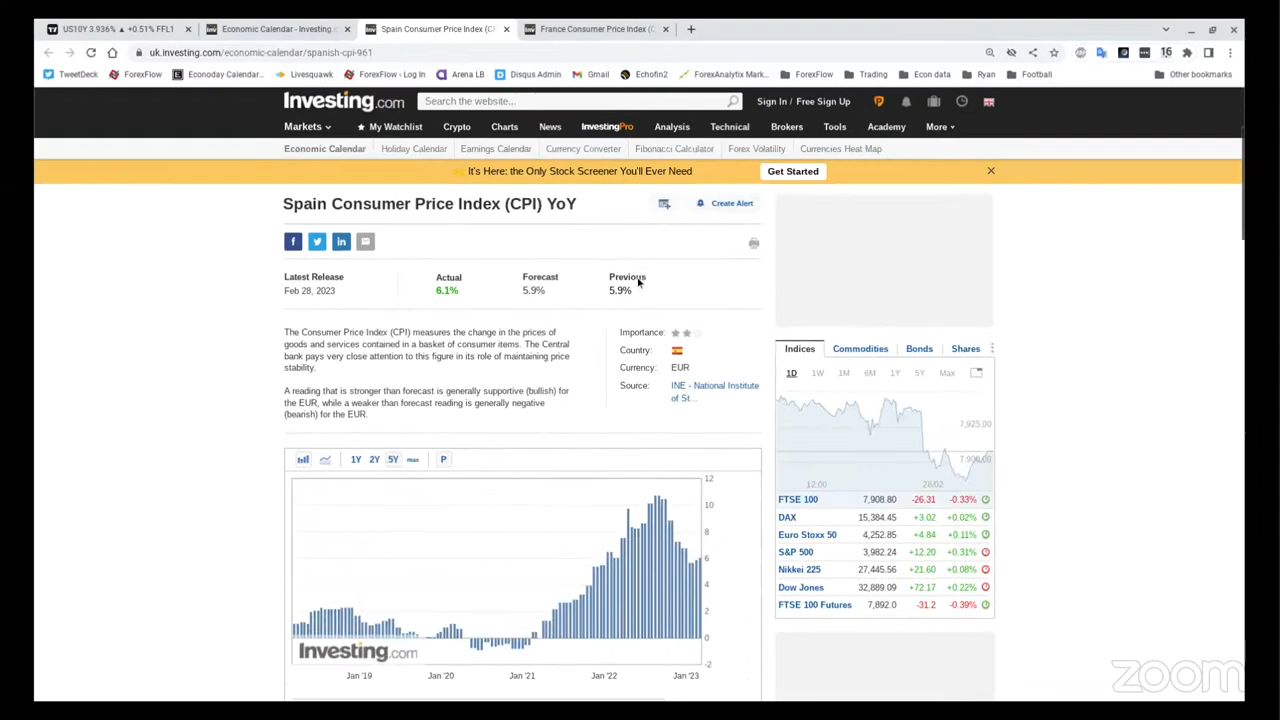 US10Y 3.936% ▲ +0.51% FFL1
Economic Calendar - Investing.c
Spain Consumer Price Index (CPI
France Consumer Price Index (C
uk.investing.com/economic-calendar/spanish-cpi-961
16
TweetDeck
ForexFlow
Econoday Calendar...
Livesquawk
ForexFlow ‹ Log In
Arena LB
Disqus Admin
Gmail
Echofin2
ForexAnalytix Mark...
ForexFlow
Trading
Econ data
Ryan
Football
Other bookmarks
Investing.com
Search the website...
Sign In / Free Sign Up
Markets
My Watchlist
Crypto
Charts
News
InvestingPro
Analysis
Technical
Brokers
Tools
Academy
More
Economic Calendar
Holiday Calendar
Earnings Calendar
Currency Converter
Fibonacci Calculator
Forex Volatility
Currencies Heat Map
It's Here: the Only Stock Screener You'll Ever Need
Get Started
Spain Consumer Price Index (CPI) YoY
Create Alert
Latest Release Actual Forecast Previous
Feb 28, 2023 6.1% 5.9% 5.9%
The Consumer Price Index (CPI) measures the change in the prices of
goods and services contained in a basket of consumer items. The Central
bank pays very close attention to this figure in its role of maintaining price
stability.
A reading that is stronger than forecast is generally supportive (bullish) for
the EUR, while a weaker than forecast reading is generally negative
(bearish) for the EUR.
Importance:
Country:
Currency: EUR
Source: INE - National Institute
of St...
1Y 2Y 5Y max P
12
10
8
6
4
2
0
-2
Investing.com
Jan '19 Jan '20 Jan '21 Jan '22 Jan '23
Indices Commodities Bonds Shares
1D 1W 1M 6M 1Y 5Y Max
7,925.00
7,900.00
12:00 28/02
FTSE 100 7,908.80 -26.31 -0.33%
DAX 15,384.45 +3.02 +0.02%
Euro Stoxx 50 4,252.85 +4.84 +0.11%
S&P 500 3,982.24 +12.20 +0.31%
Nikkei 225 27,445.56 +21.60 +0.08%
Dow Jones 32,889.09 +72.17 +0.22%
FTSE 100 Futures 7,892.0 -31.2 -0.39%
zoom